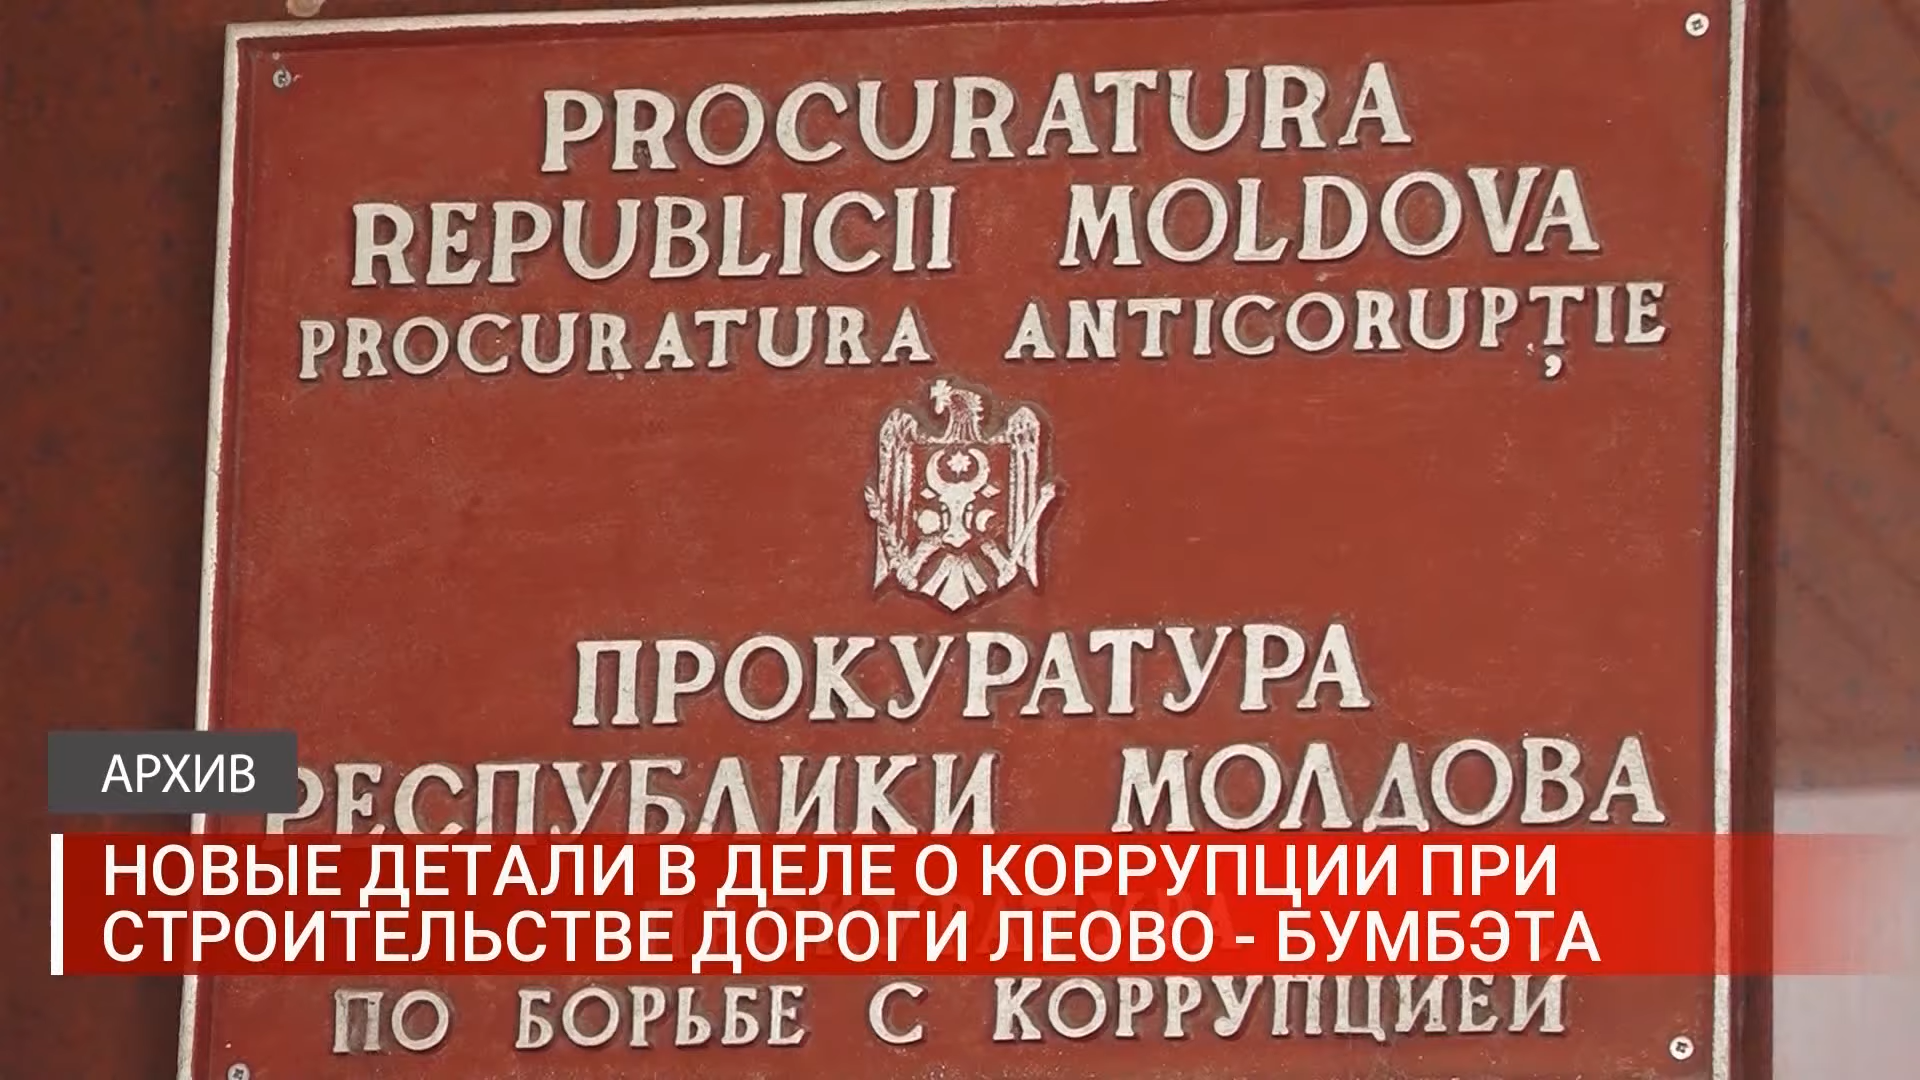 PROCURATURA
REPUBLICII MOLDOVA
PROCURATURA ANTICORUPȚIE
ПРОКУРАТУРА
РЕСПУБЛИКИ МОЛДОВА
АРХИВ
НОВЫЕ ДЕТАЛИ В ДЕЛЕ О КОРРУПЦИИ ПРИ
СТРОИТЕЛЬСТВЕ ДОРОГИ ЛЕОВО - БУМБЭТА
ПО БОРЬБЕ С КОРРУПЦИЕЙ